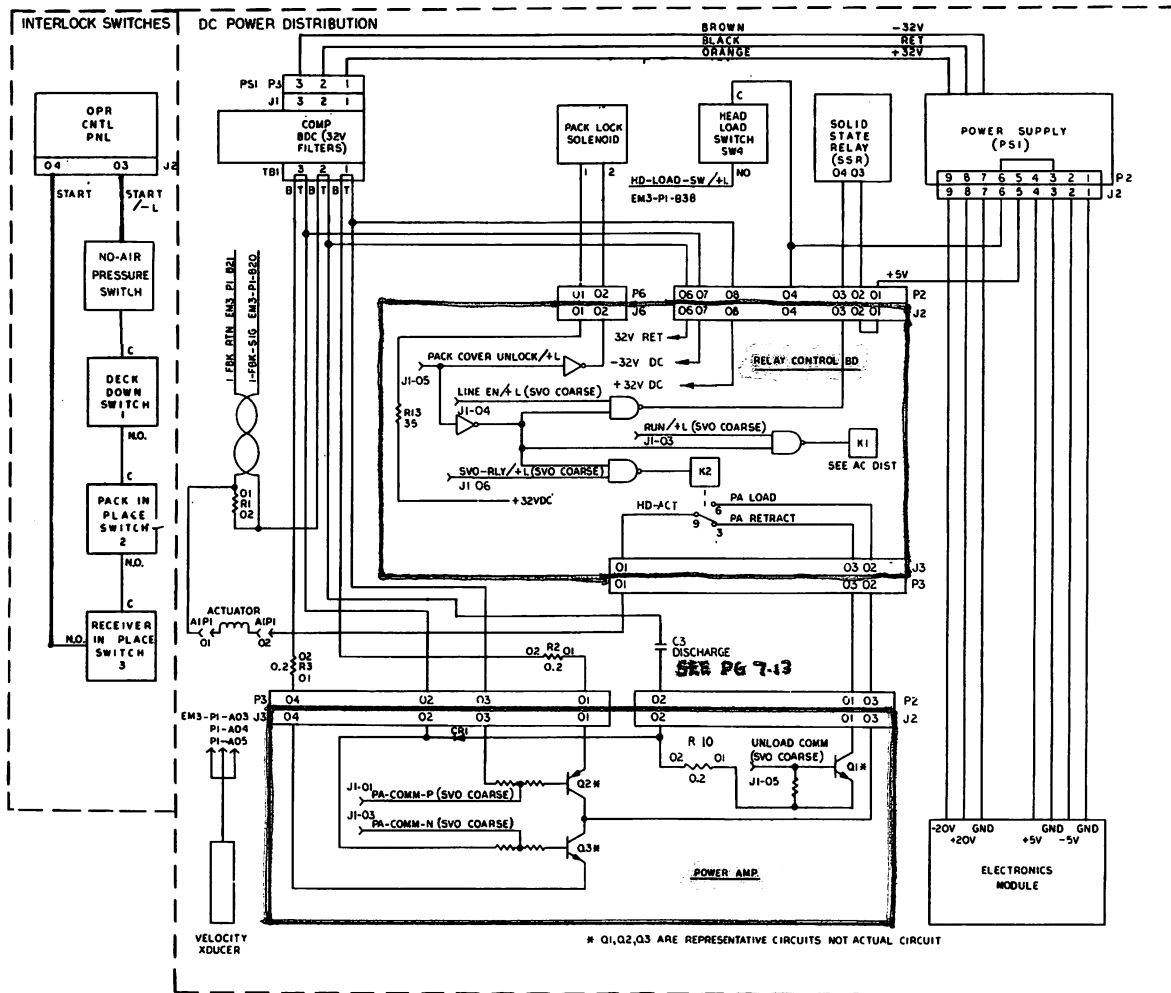 INTERLOCK SWITCHES
DC POWER DISTRIBUTION
BROWN -32V
BLACK RET
ORANGE +32V
PSI P3 3 2 1
J1 3 2 1
COMP
BDC (32V
FILTERS)
TB1 3 2 1
B T B T B T
OPR
CNTL
PNL
04 03 J2
START
START
/-L
NO-AIR
PRESSURE
SWITCH
C
DECK
DOWN
SWITCH
N.O.
C
PACK IN
PLACE
SWITCH
2
N.O.
C
RECEIVER
IN PLACE
SWITCH
3
N.O.
PACK LOCK
SOLENOID
1 2
C
HEAD
LOAD
SWITCH
SW4
NO
HD-LOAD-SW/+L
EM3-P1-B38
SOLID
STATE
RELAY
(SSR)
04 03
POWER SUPPLY
(PSI)
9 8 7 6 5 4 3 2 1 P2
9 8 7 6 5 4 3 2 1 J2
+5V
1-FBK RTN EM3 P1 B21
1-FBK-SIG EM3-P1-B20
01
R1
02
01 02 P6
01 02 J6
06 07 08 04 03 02 01 P2
06 07 08 04 03 02 01 J2
32V RET
-32V DC
+32V DC
RELAY CONTROL BD
PACK COVER UNLOCK/+L
J1-05
LINE EN/+L (SVO COARSE)
J1-04
R13
35
RUN/+L (SVO COARSE)
J1-03
K1
SEE AC DIST
SVO-RLY/+L (SVO COARSE)
J1 06
K2
+32VDC
HD-ACT
9
6
3
PA LOAD
PA RETRACT
01 03 02 J3
01 03 02 P3
ACTUATOR
A1P1
01
A1P1
02
02
R3
01
0.2
02 R2 01
0.2
C3
DISCHARGE
SEE PG 7-13
P3 04 02 03 01
J3 04 02 03 01
02 01 03 P2
02 01 03 J2
EM3-P1-A03
P1-A04
P1-A05
CR1
R 10
02 01
0.2
UNLOAD COMM
(SVO COARSE)
J1-05
Q1*
J1-01
PA-COMM-P (SVO COARSE)
Q2*
J1-03
PA-COMM-N (SVO COARSE)
Q3*
POWER AMP.
VELOCITY
XDUCER
-20V GND GND GND
+20V +5V -5V
ELECTRONICS
MODULE
* Q1,Q2,Q3 ARE REPRESENTATIVE CIRCUITS NOT ACTUAL CIRCUIT